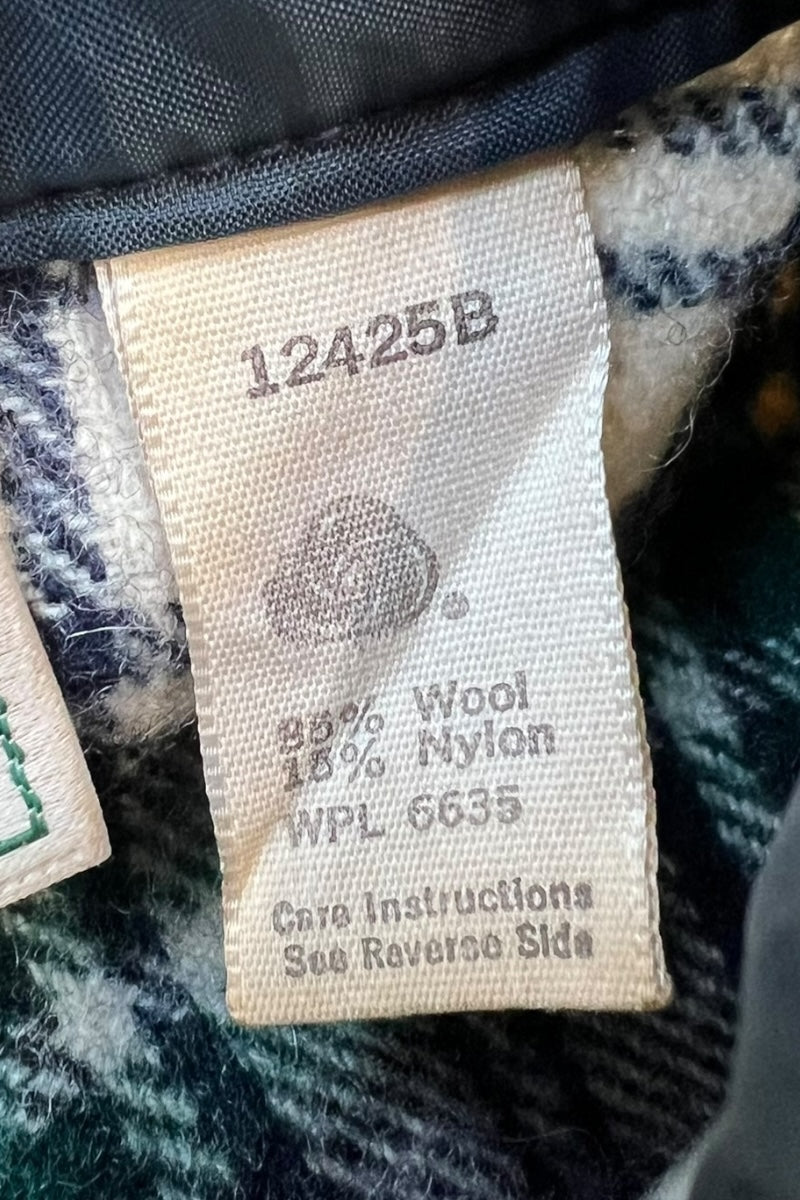 12425B
®
85% Wool
15% Nylon
WPL 6635
Care Instructions
See Reverse Side